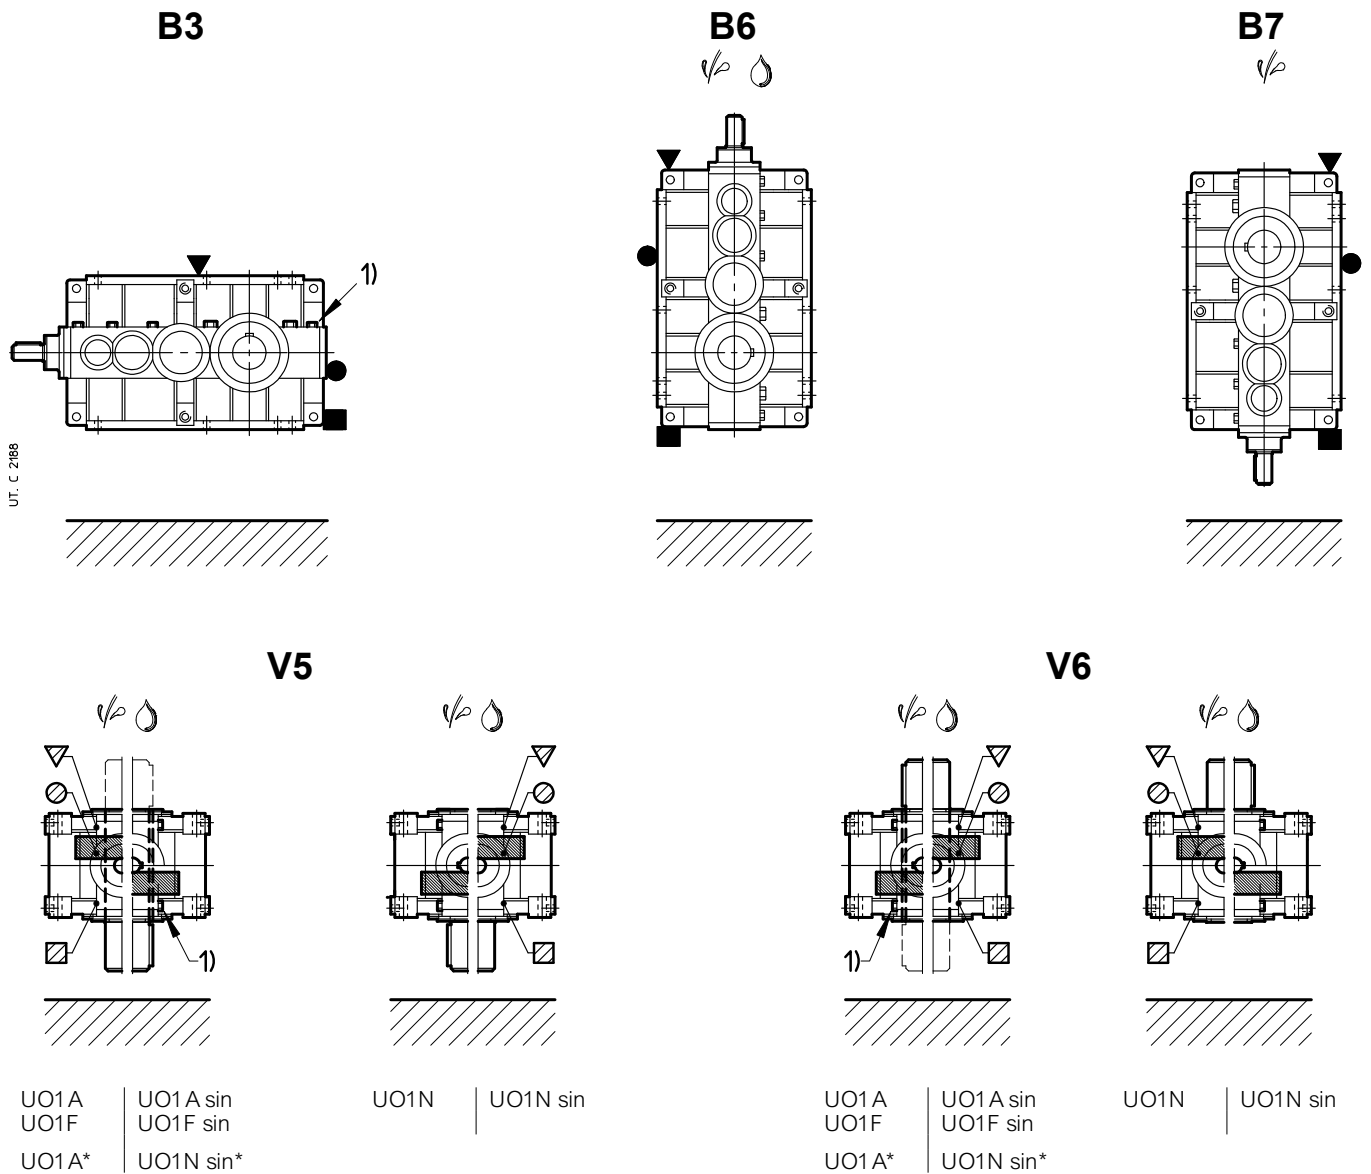 B3
B6
B7
1)
UT. C 2188
V5
V6
1)
1)
UO1A
UO1A sin
UO1N
UO1N sin
UO1A
UO1A sin
UO1N
UO1N sin
UO1F
UO1F sin
UO1F
UO1F sin
UO1A*
UO1N sin*
UO1A*
UO1N sin*